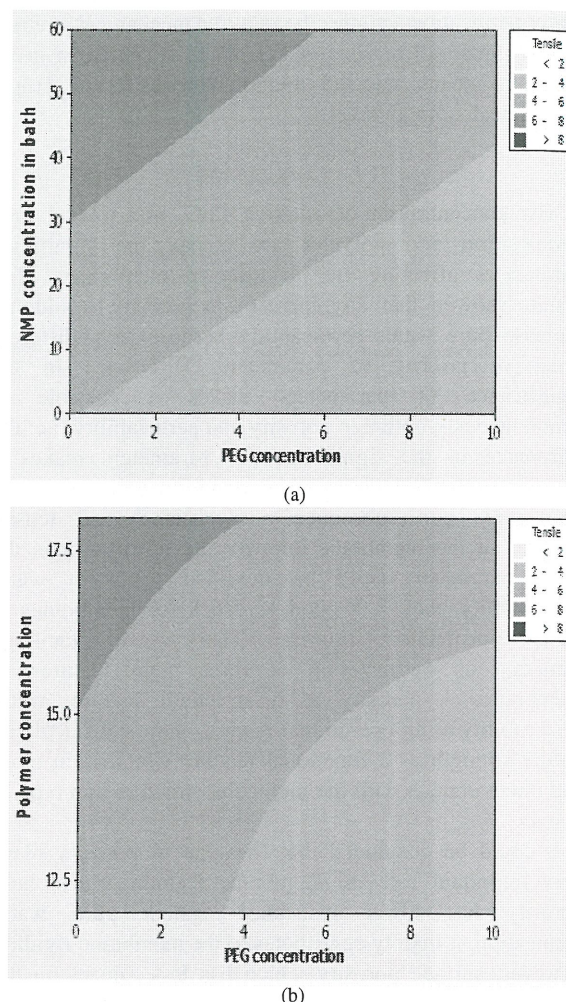 60
50
40
30
20
10
0
NMP concentration in bath
0 2 4 6 8 10
PEG concentration
Tensile
< 2
2 - 4
4 - 6
6 - 8
> 8
(a)
17.5
15.0
12.5
Polymer concentration
0 2 4 6 8 10
PEG concentration
Tensile
< 2
2 - 4
4 - 6
6 - 8
> 8
(b)